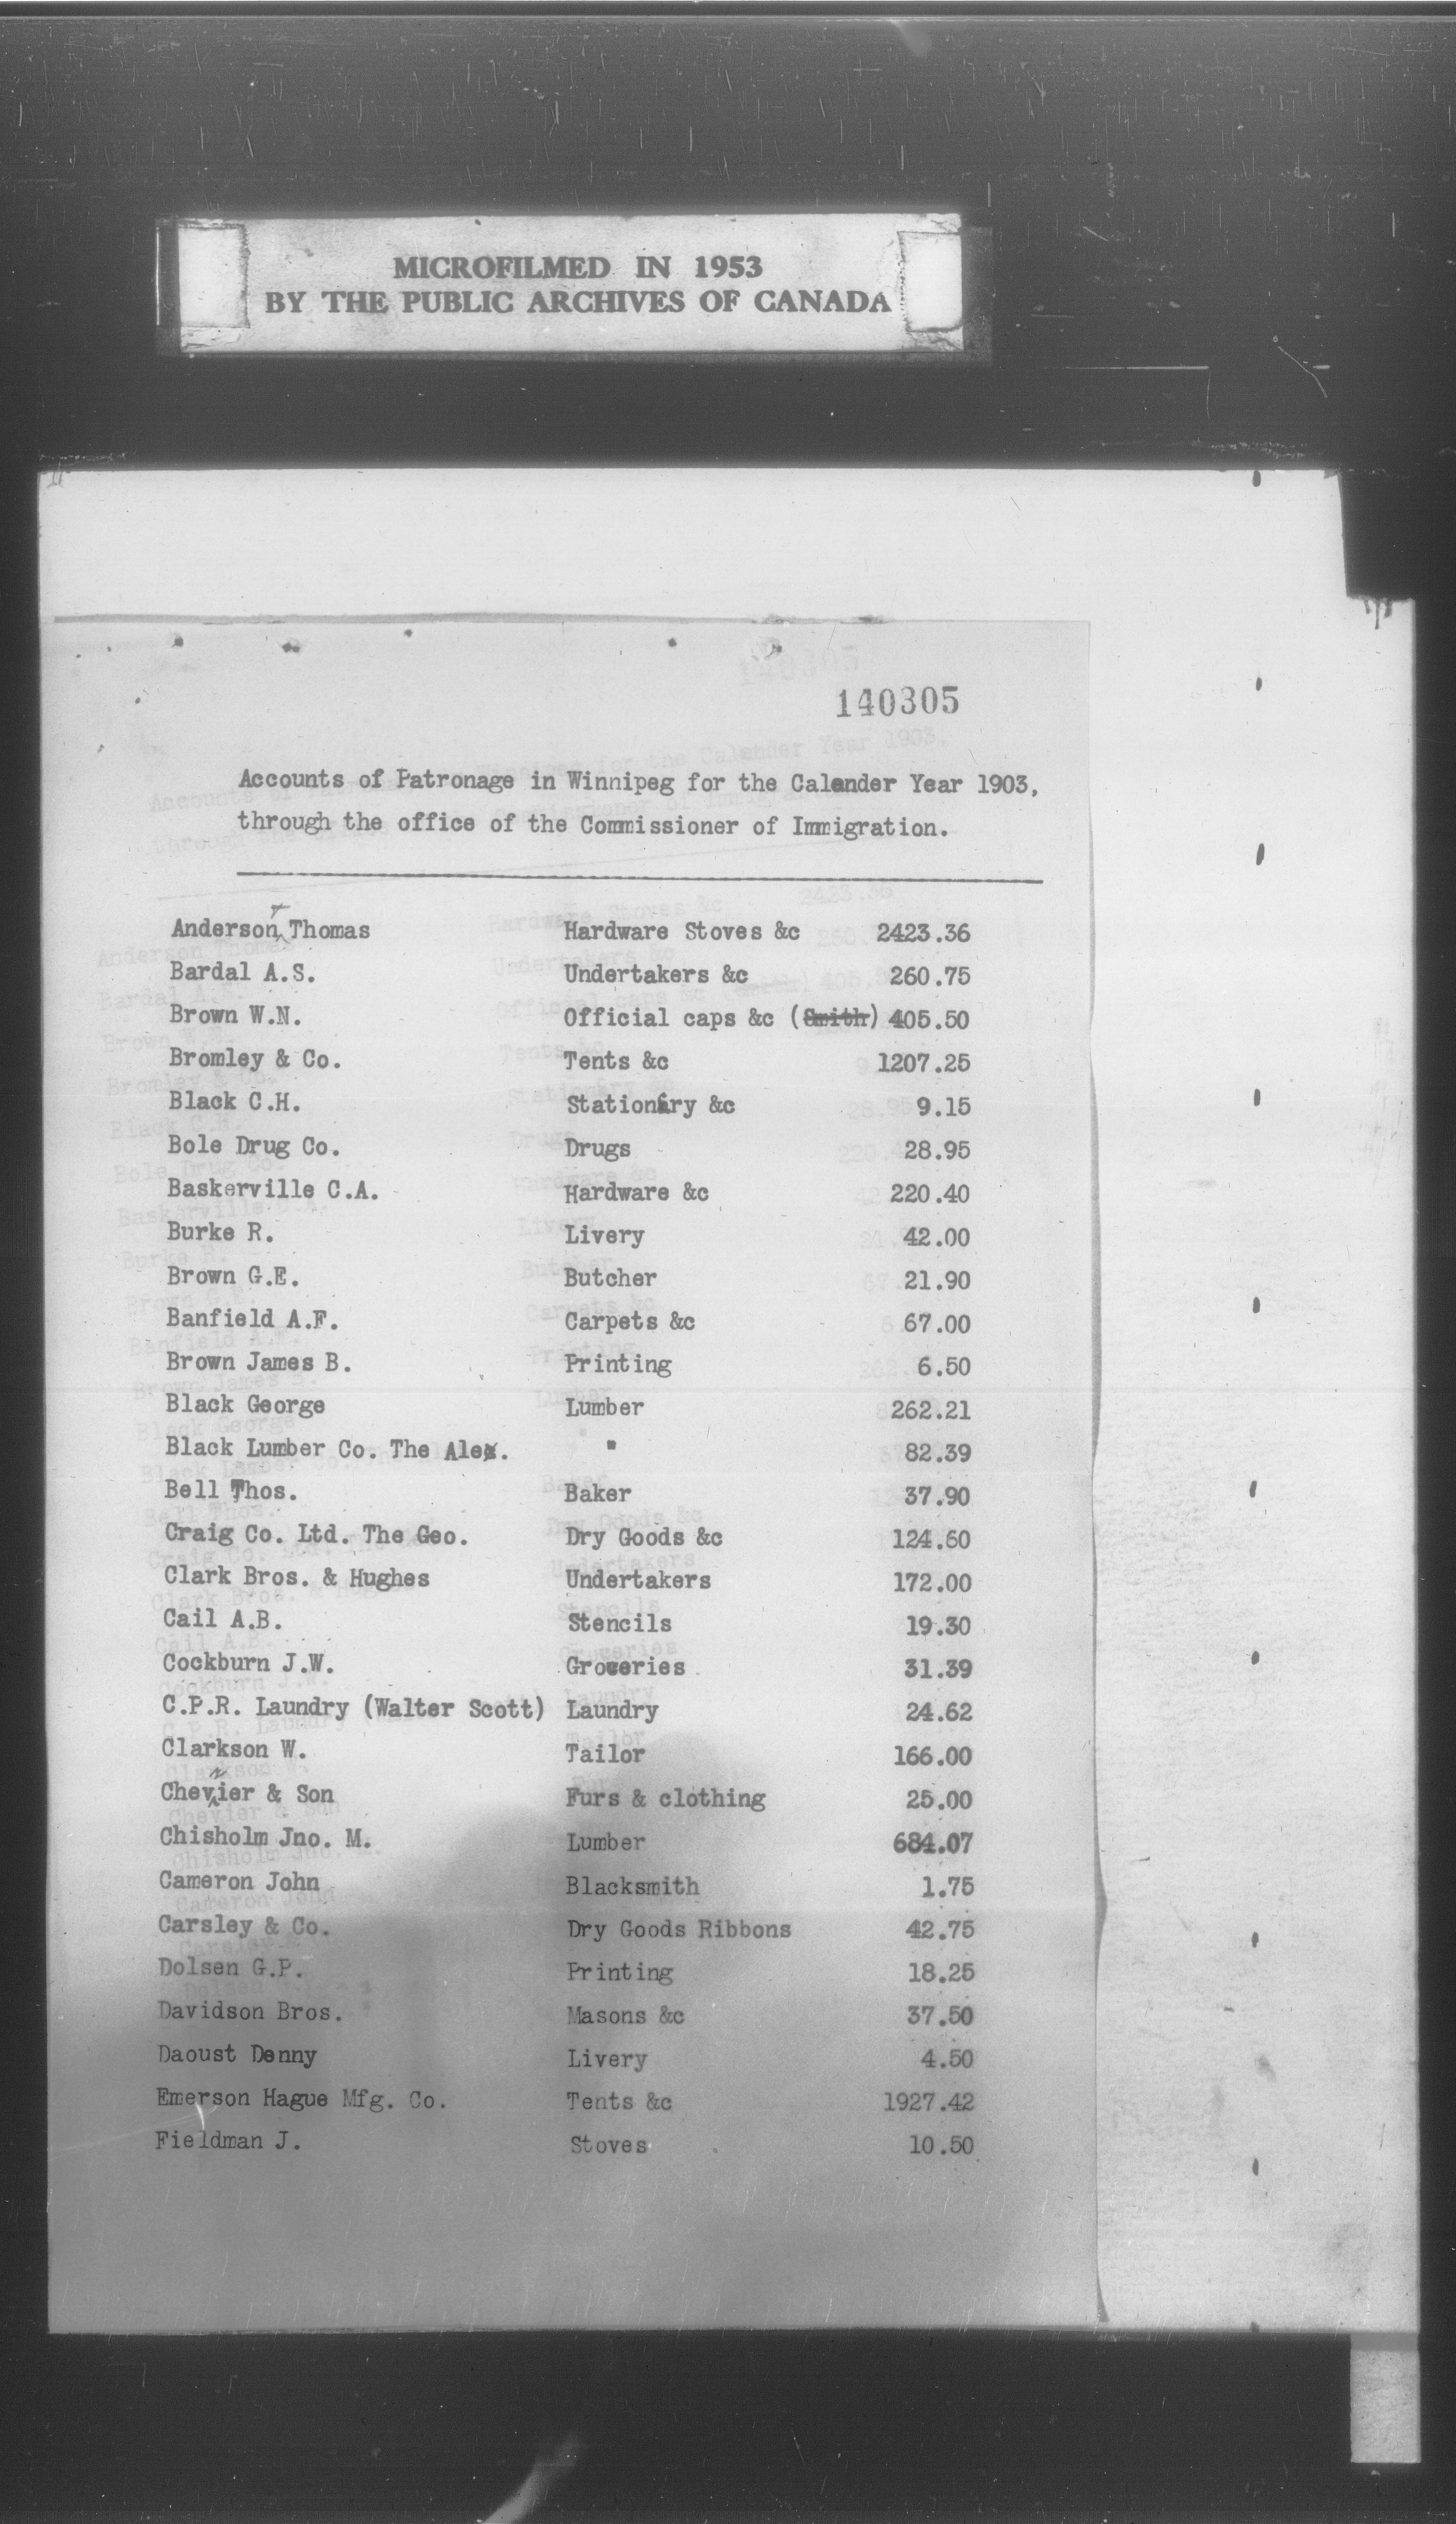 MICROFILMED IN 1953
BY THE PUBLIC ARCHIVES OF CANADA
140305
Accounts of Patronage in Winnipeg for the Calander Year 1903,
through the office of the Commissioner of Immigration.
Anderson + Thomas Hardware Stoves &c 2423.36
Bardal A.S. Undertakers &c 260.75
Brown W.N. Official caps &c (Smith) 405.50
Bromley & Co. Tents &c 1207.25
Black C.H. Stationary &c 9.15
Bole Drug Co. Drugs 28.95
Baskerville C.A. Hardware &c 220.40
Burke R. Livery 42.00
Brown G.E. Butcher 21.90
Banfield A.F. Carpets &c 67.00
Brown James B. Printing 6.50
Black George Lumber 262.21
Black Lumber Co. The Alex. " 82.39
Bell Thos. Baker 37.90
Craig Co. Ltd. The Geo. Dry Goods &c 124.60
Clark Bros. & Hughes Undertakers 172.00
Cail A.B. Stencils 19.30
Cockburn J.W. Groceries 31.39
C.P.R. Laundry (Walter Scott) Laundry 24.62
Clarkson W. Tailor 166.00
Chevrier & Son Furs & clothing 25.00
Chisholm Jno. M. Lumber 684.07
Cameron John Blacksmith 1.75
Carsley & Co. Dry Goods Ribbons 42.75
Dolsen G.P. Printing 18.25
Davidson Bros. Masons &c 37.50
Daoust Denny Livery 4.50
Emerson Hague Mfg. Co. Tents &c 1927.42
Fieldman J. Stoves 10.50